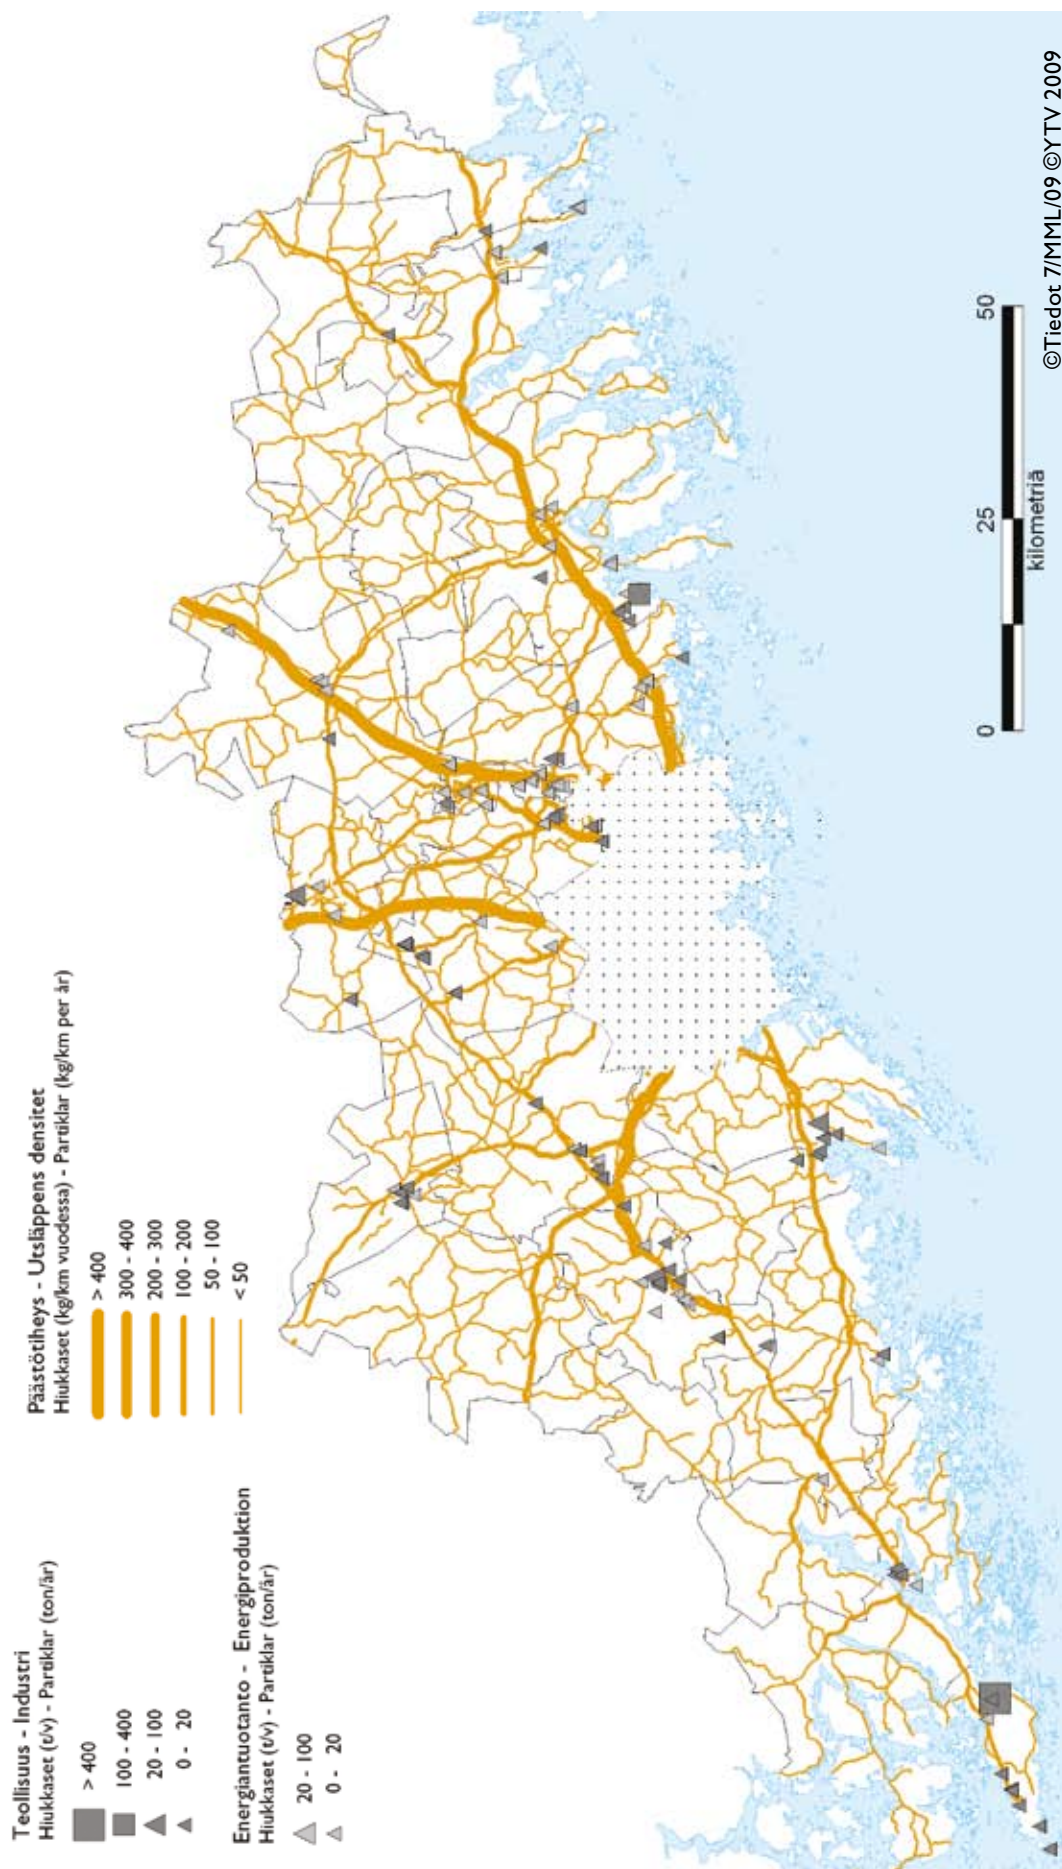 Teollisuus - Industri
Hiukkaset (t/v) - Partiklar (ton/år)
> 400
100 - 400
20 - 100
0 - 20
Energiantuotanto - Energiproduktion
Hiukkaset (t/v) - Partiklar (ton/år)
20 - 100
0 - 20
Päästötiheys - Utsläppens densitet
Hiukkaset (kg/km vuodessa) - Partiklar (kg/km per år)
> 400
300 - 400
200 - 300
100 - 200
50 - 100
< 50
0 25 50
kilometriä
©Tiedot 7/MML/09 ©YTV 2009